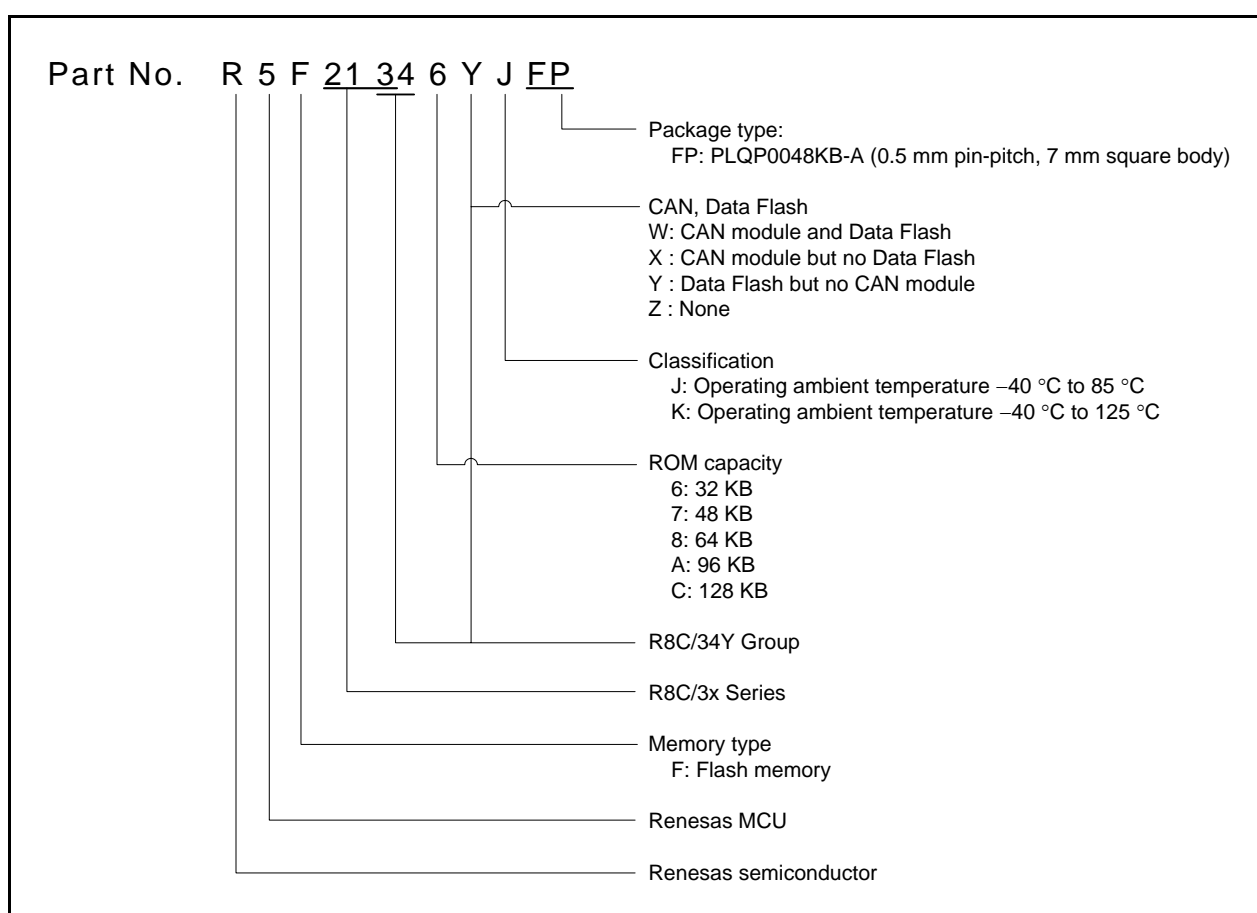 Part No. R 5 F 21 34 6 Y J FP
Package type:
FP: PLQP0048KB-A (0.5 mm pin-pitch, 7 mm square body)
CAN, Data Flash
W: CAN module and Data Flash
X : CAN module but no Data Flash
Y : Data Flash but no CAN module
Z : None
Classification
J: Operating ambient temperature −40 °C to 85 °C
K: Operating ambient temperature −40 °C to 125 °C
ROM capacity
6: 32 KB
7: 48 KB
8: 64 KB
A: 96 KB
C: 128 KB
R8C/34Y Group
R8C/3x Series
Memory type
F: Flash memory
Renesas MCU
Renesas semiconductor